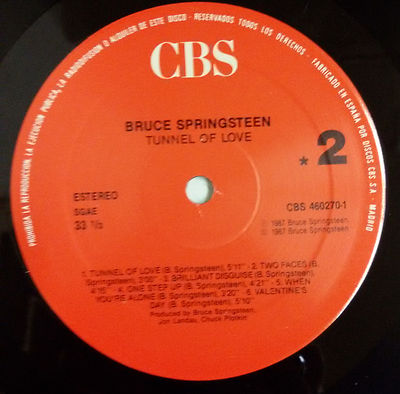 PROHIBIDA LA REPRODUCCION, LA EJECUCION PUBLICA, LA RADIODIFUSION O ALQUILER DE ESTE DISCO - RESERVADOS TODOS LOS DERECHOS - FABRICADO EN ESPAÑA POR DISCOS CBS S.A. - MADRID
CBS
BRUCE SPRINGSTEEN
TUNNEL OF LOVE
*2
ESTEREO
SGAE
33 ⅓
CBS 460270-1
℗ 1987 Bruce Springsteen
© 1987 Bruce Springsteen
1. TUNNEL OF LOVE (B. Springsteen), 5'11" - 2. TWO FACES (B.
Springsteen), 3'00" - 3. BRILLIANT DISGUISE (B. Springsteen),
4'15" - 4. ONE STEP UP (B. Springsteen), 4'21" - 5. WHEN
YOU'RE ALONE (B. Springsteen), 3'20" - 6. VALENTINE'S
DAY (B. Springsteen), 5'10"
Produced by Bruce Springsteen,
Jon Landau, Chuck Plotkin